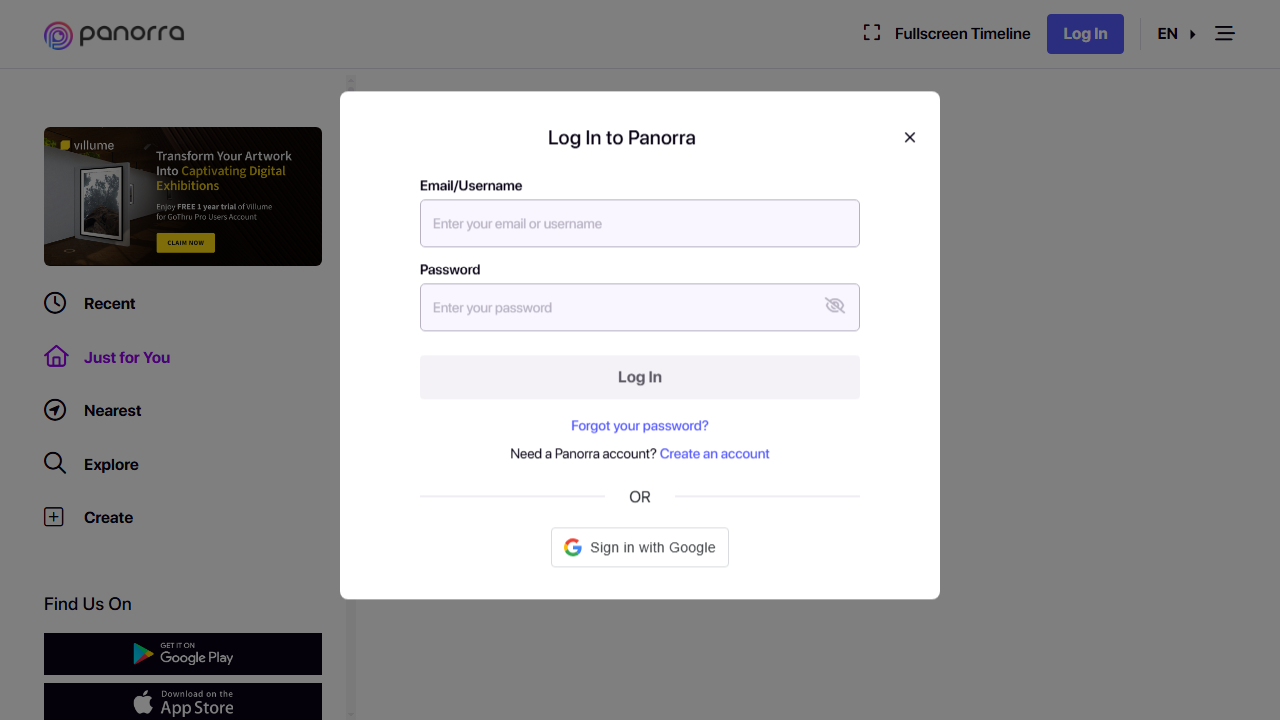 panorra
Fullscreen Timeline
Log In
EN
villume
Transform Your Artwork
Into Captivating Digital
Exhibitions
Enjoy FREE 1 year trial of Villume
for GoThru Pro Users Account
CLAIM NOW
Recent
Just for You
Nearest
Explore
Create
Find Us On
GET IT ON
Google Play
Download on the
App Store
Log In to Panorra
Email/Username
Enter your email or username
Password
Enter your password
Log In
Forgot your password?
Need a Panorra account? Create an account
OR
Sign in with Google